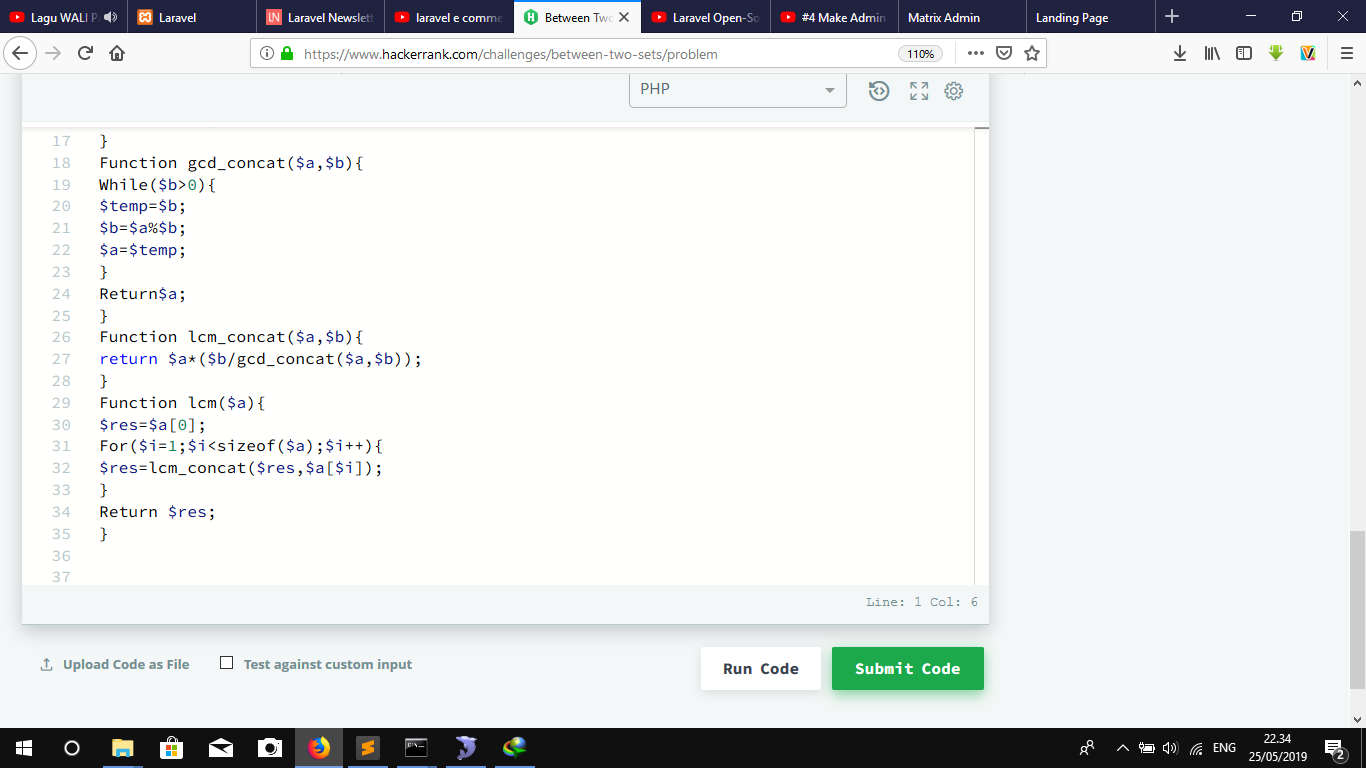 Lagu WALI P
Laravel
LN
Laravel Newslett
laravel e comme
Between Two
Laravel Open-So
#4 Make Admin
Matrix Admin
Landing Page
https://www.hackerrank.com/challenges/between-two-sets/problem
110%
PHP
17 }
18 Function gcd_concat($a,$b){
19 While($b>0){
20 $temp=$b;
21 $b=$a%$b;
22 $a=$temp;
23 }
24 Return$a;
25 }
26 Function lcm_concat($a,$b){
27 return $a*($b/gcd_concat($a,$b));
28 }
29 Function lcm($a){
30 $res=$a[0];
31 For($i=1;$i<sizeof($a);$i++){
32 $res=lcm_concat($res,$a[$i]);
33 }
34 Return $res;
35 }
36
37
Line: 1 Col: 6
Upload Code as File
Test against custom input
Run Code
Submit Code
ENG
22.34
25/05/2019
2